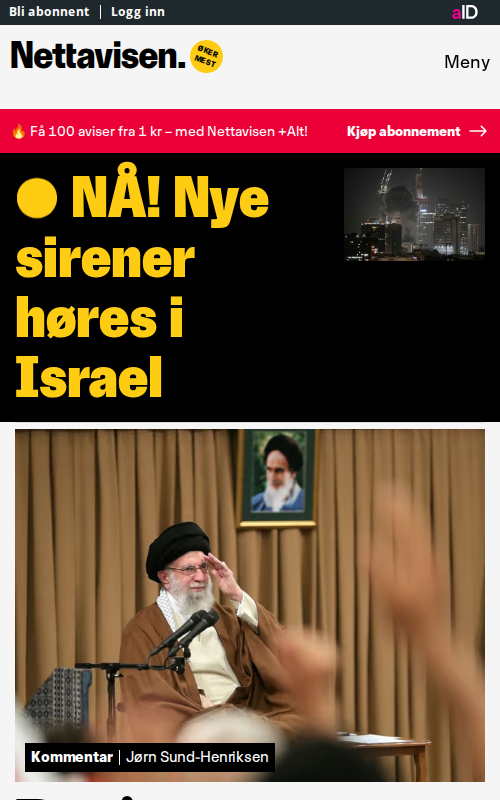 Bli abonnent | Logg inn
aID
Nettavisen.
ØKER
MEST
Meny
🔥 Få 100 aviser fra 1 kr – med Nettavisen +Alt!
Kjøp abonnement →
NÅ! Nye
sirener
høres i
Israel
Kommentar | Jørn Sund-Henriksen